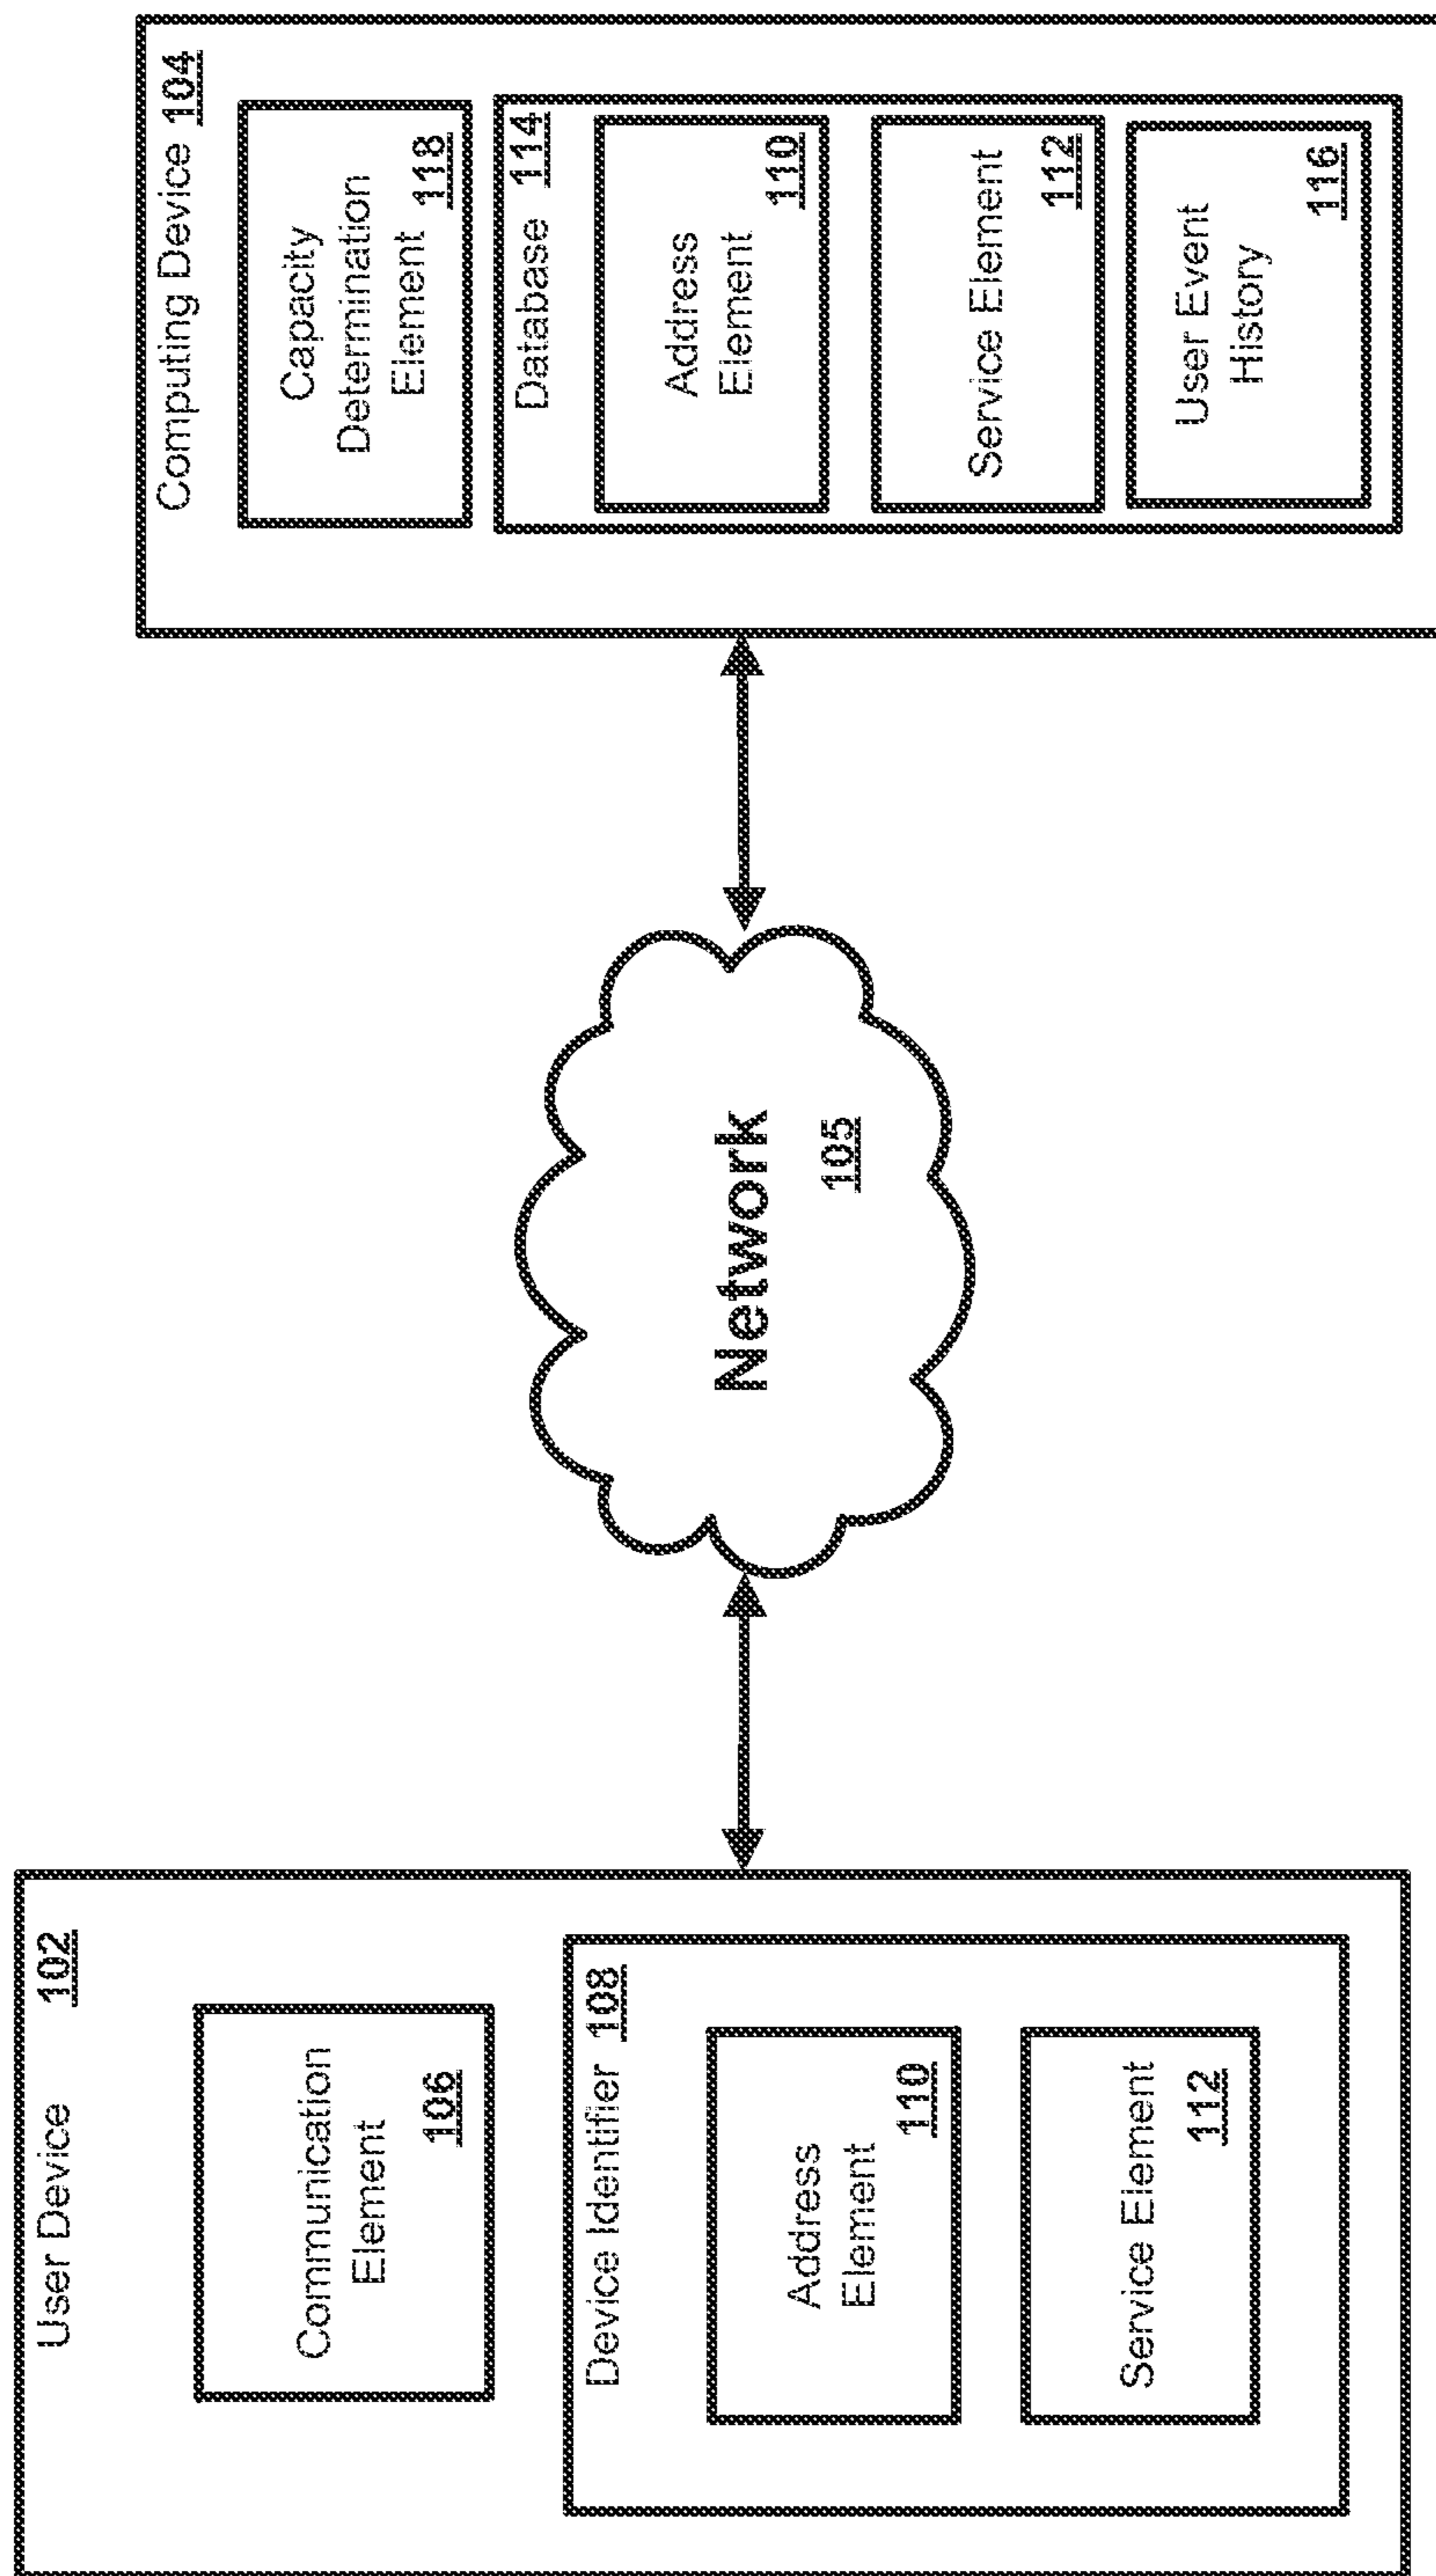 User Device 102
Communication
Element
106
Device Identifier 108
Address
Element
110
Service Element
112
Network
105
Computing Device 104
Capacity
Determination
Element 118
Database 114
Address
Element 110
Service Element
112
User Event
History
116